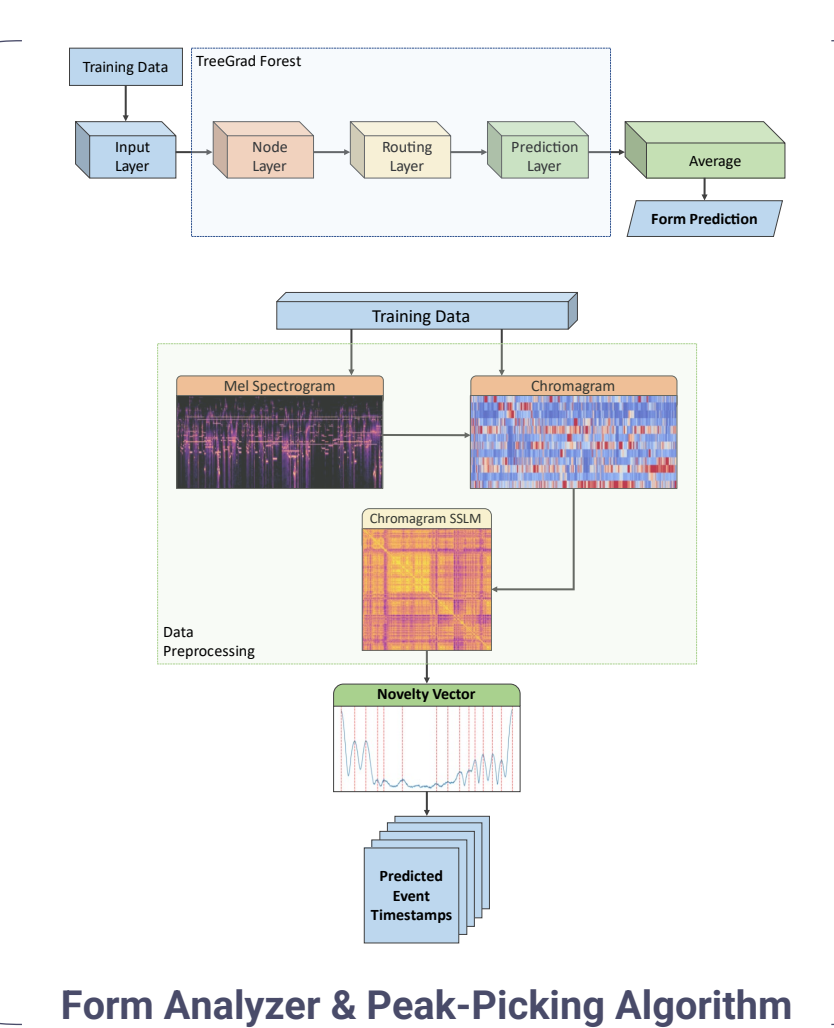 TreeGrad Forest
Training Data
Input
Layer
Node
Layer
Routing
Layer
Prediction
Layer
Average
Form Prediction
Training Data
Mel Spectrogram
Chromagram
Chromagram SSLM
Data
Preprocessing
Novelty Vector
Predicted
Event
Timestamps
Form Analyzer & Peak-Picking Algorithm